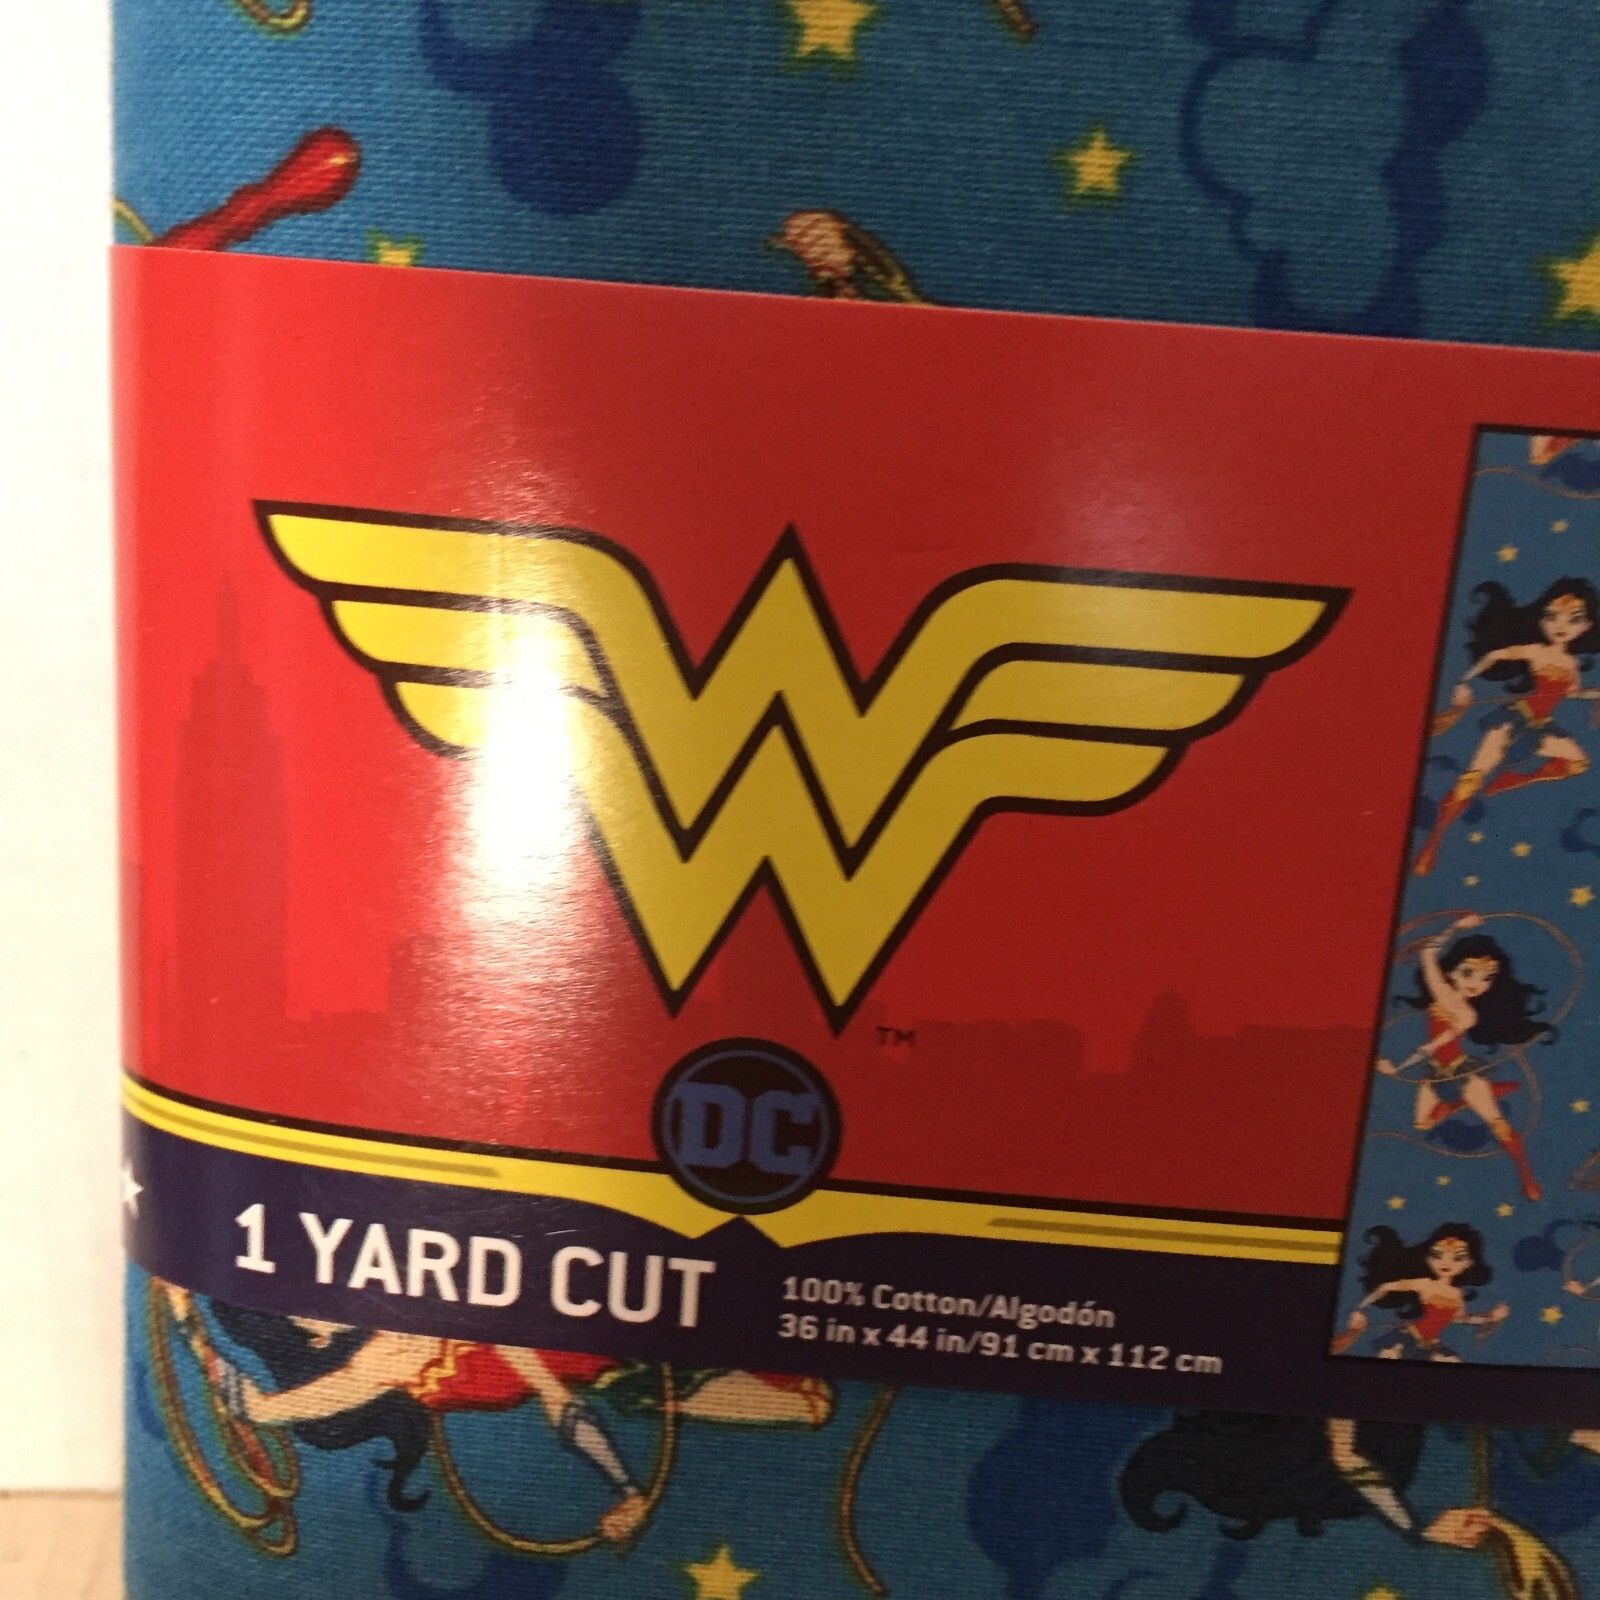 W
TM
DC
1 YARD CUT
100% Cotton/Algodón
36 in x 44 in/91 cm x 112 cm